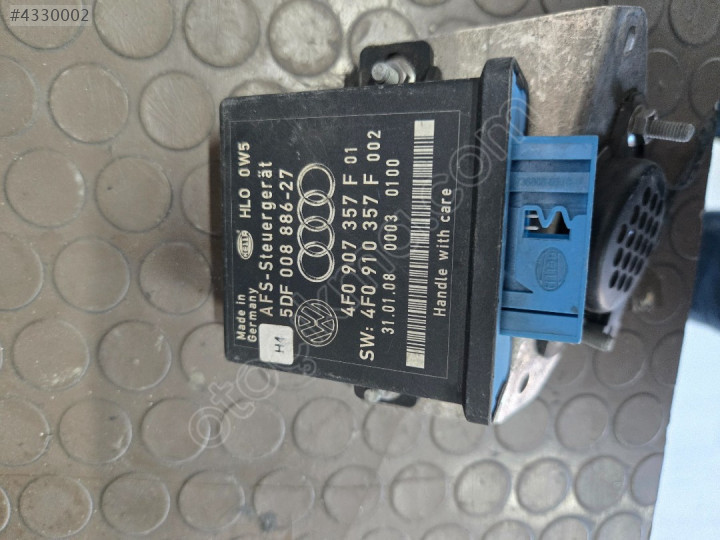 #4330002
Made in
Germany
HLO 0W5
AFS-Steuergerät
5DF 008 886-27
H1
4F0 907 357 F 01
SW: 4F0 910 357 F 002
31.01.08 0003 0100
Handle with care
HELLA